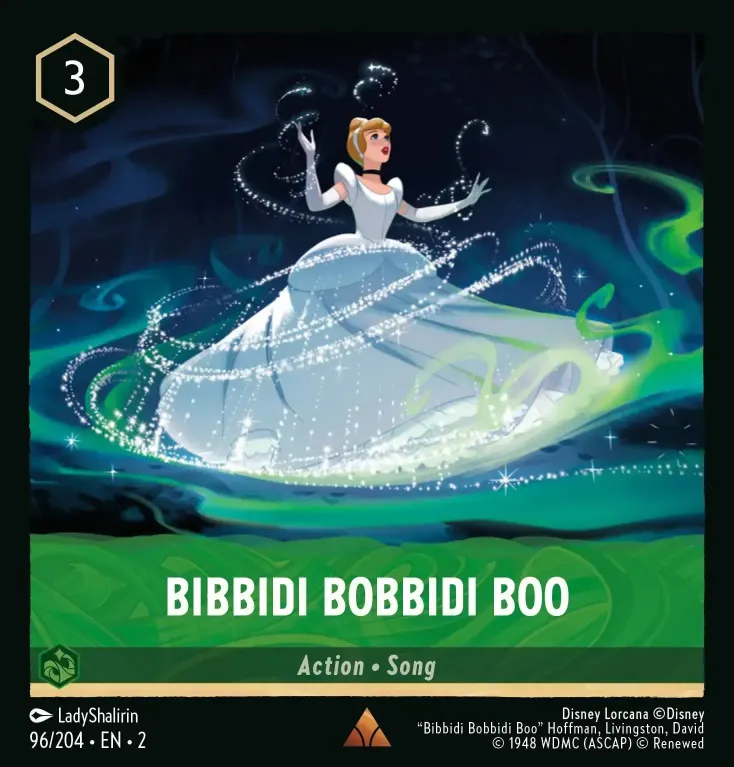 3
BIBBIDI BOBBIDI BOO
Action • Song
LadyShalirin
96/204 • EN • 2
Disney Lorcana ©Disney
“Bibbidi Bobbidi Boo” Hoffman, Livingston, David
© 1948 WDMC (ASCAP) © Renewed